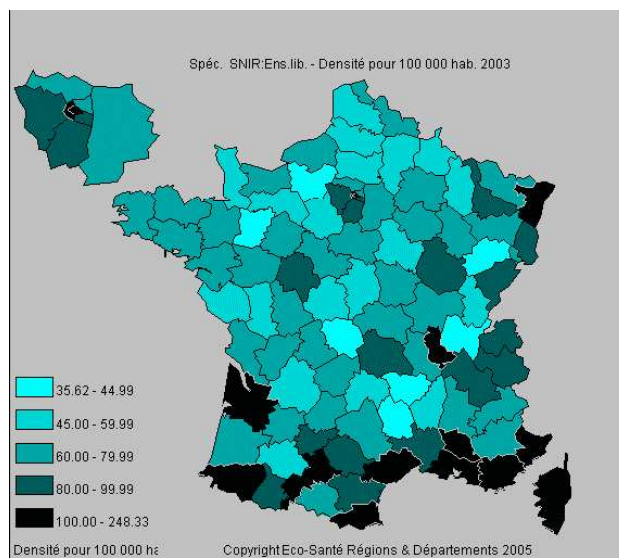 Spéc. SNIR:Ens.lib. - Densité pour 100 000 hab. 2003
35.62 - 44.99
45.00 - 59.99
60.00 - 79.99
80.00 - 99.99
100.00 - 248.33
Densité pour 100 000 ha
Copyright Eco-Santé Régions & Départements 2005